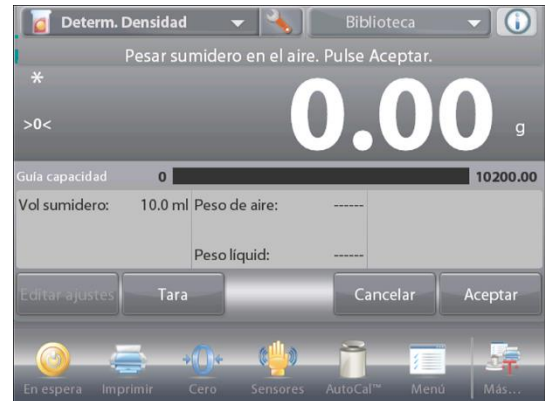 Determ. Densidad Biblioteca
Pesar sumidero en el aire. Pulse Aceptar.
*
>0< 0.00 g
Guía capacidad 0 10200.00
Vol sumidero: 10.0 ml Peso de aire: ------
Peso líquid: ------
Editar ajustes Tara Cancelar Aceptar
En espera Imprimir Cero Sensores AutoCal™ Menú Más...